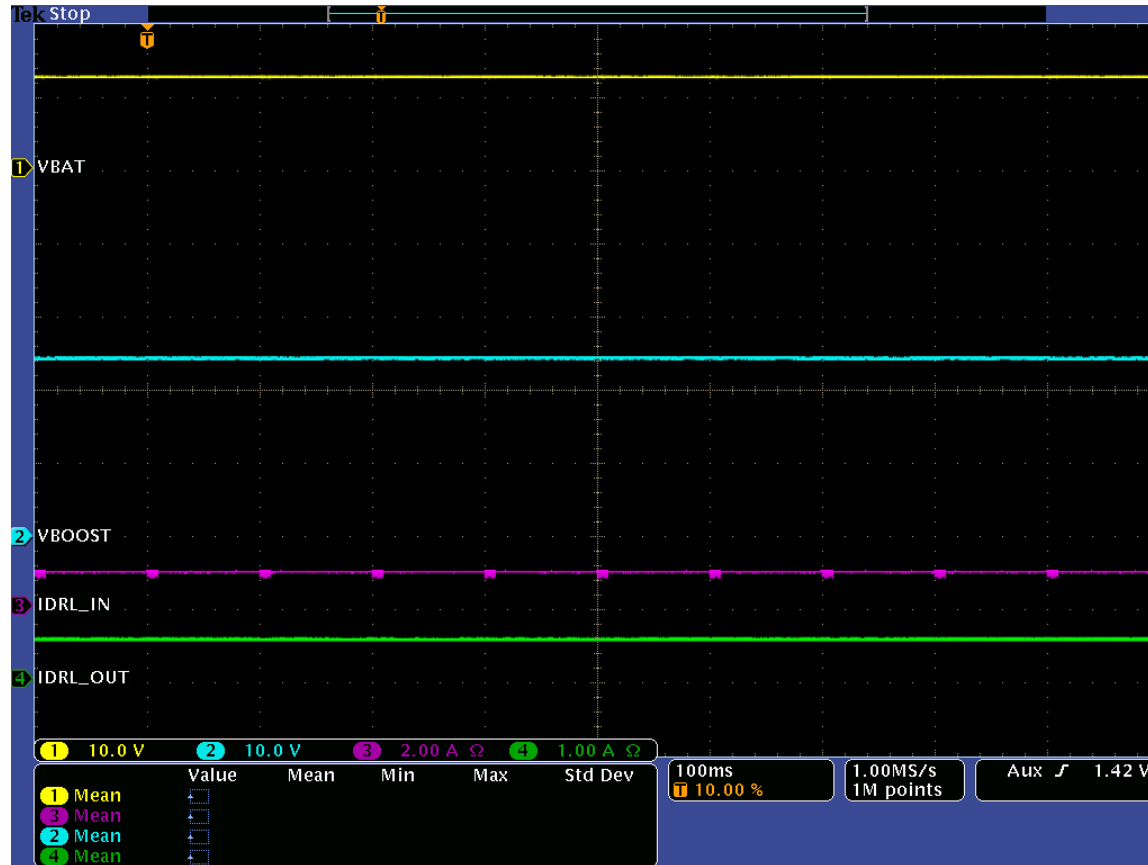 Tek Stop
T
T
1 VBAT
2 VBOOST
3 IDRL_IN
4 IDRL_OUT
1 10.0 V 2 10.0 V 3 2.00 A Ω 4 1.00 A Ω
Value Mean Min Max Std Dev
1 Mean
3 Mean
2 Mean
4 Mean
100ms
T 10.00 %
1.00MS/s
1M points
Aux ʃ 1.42 V